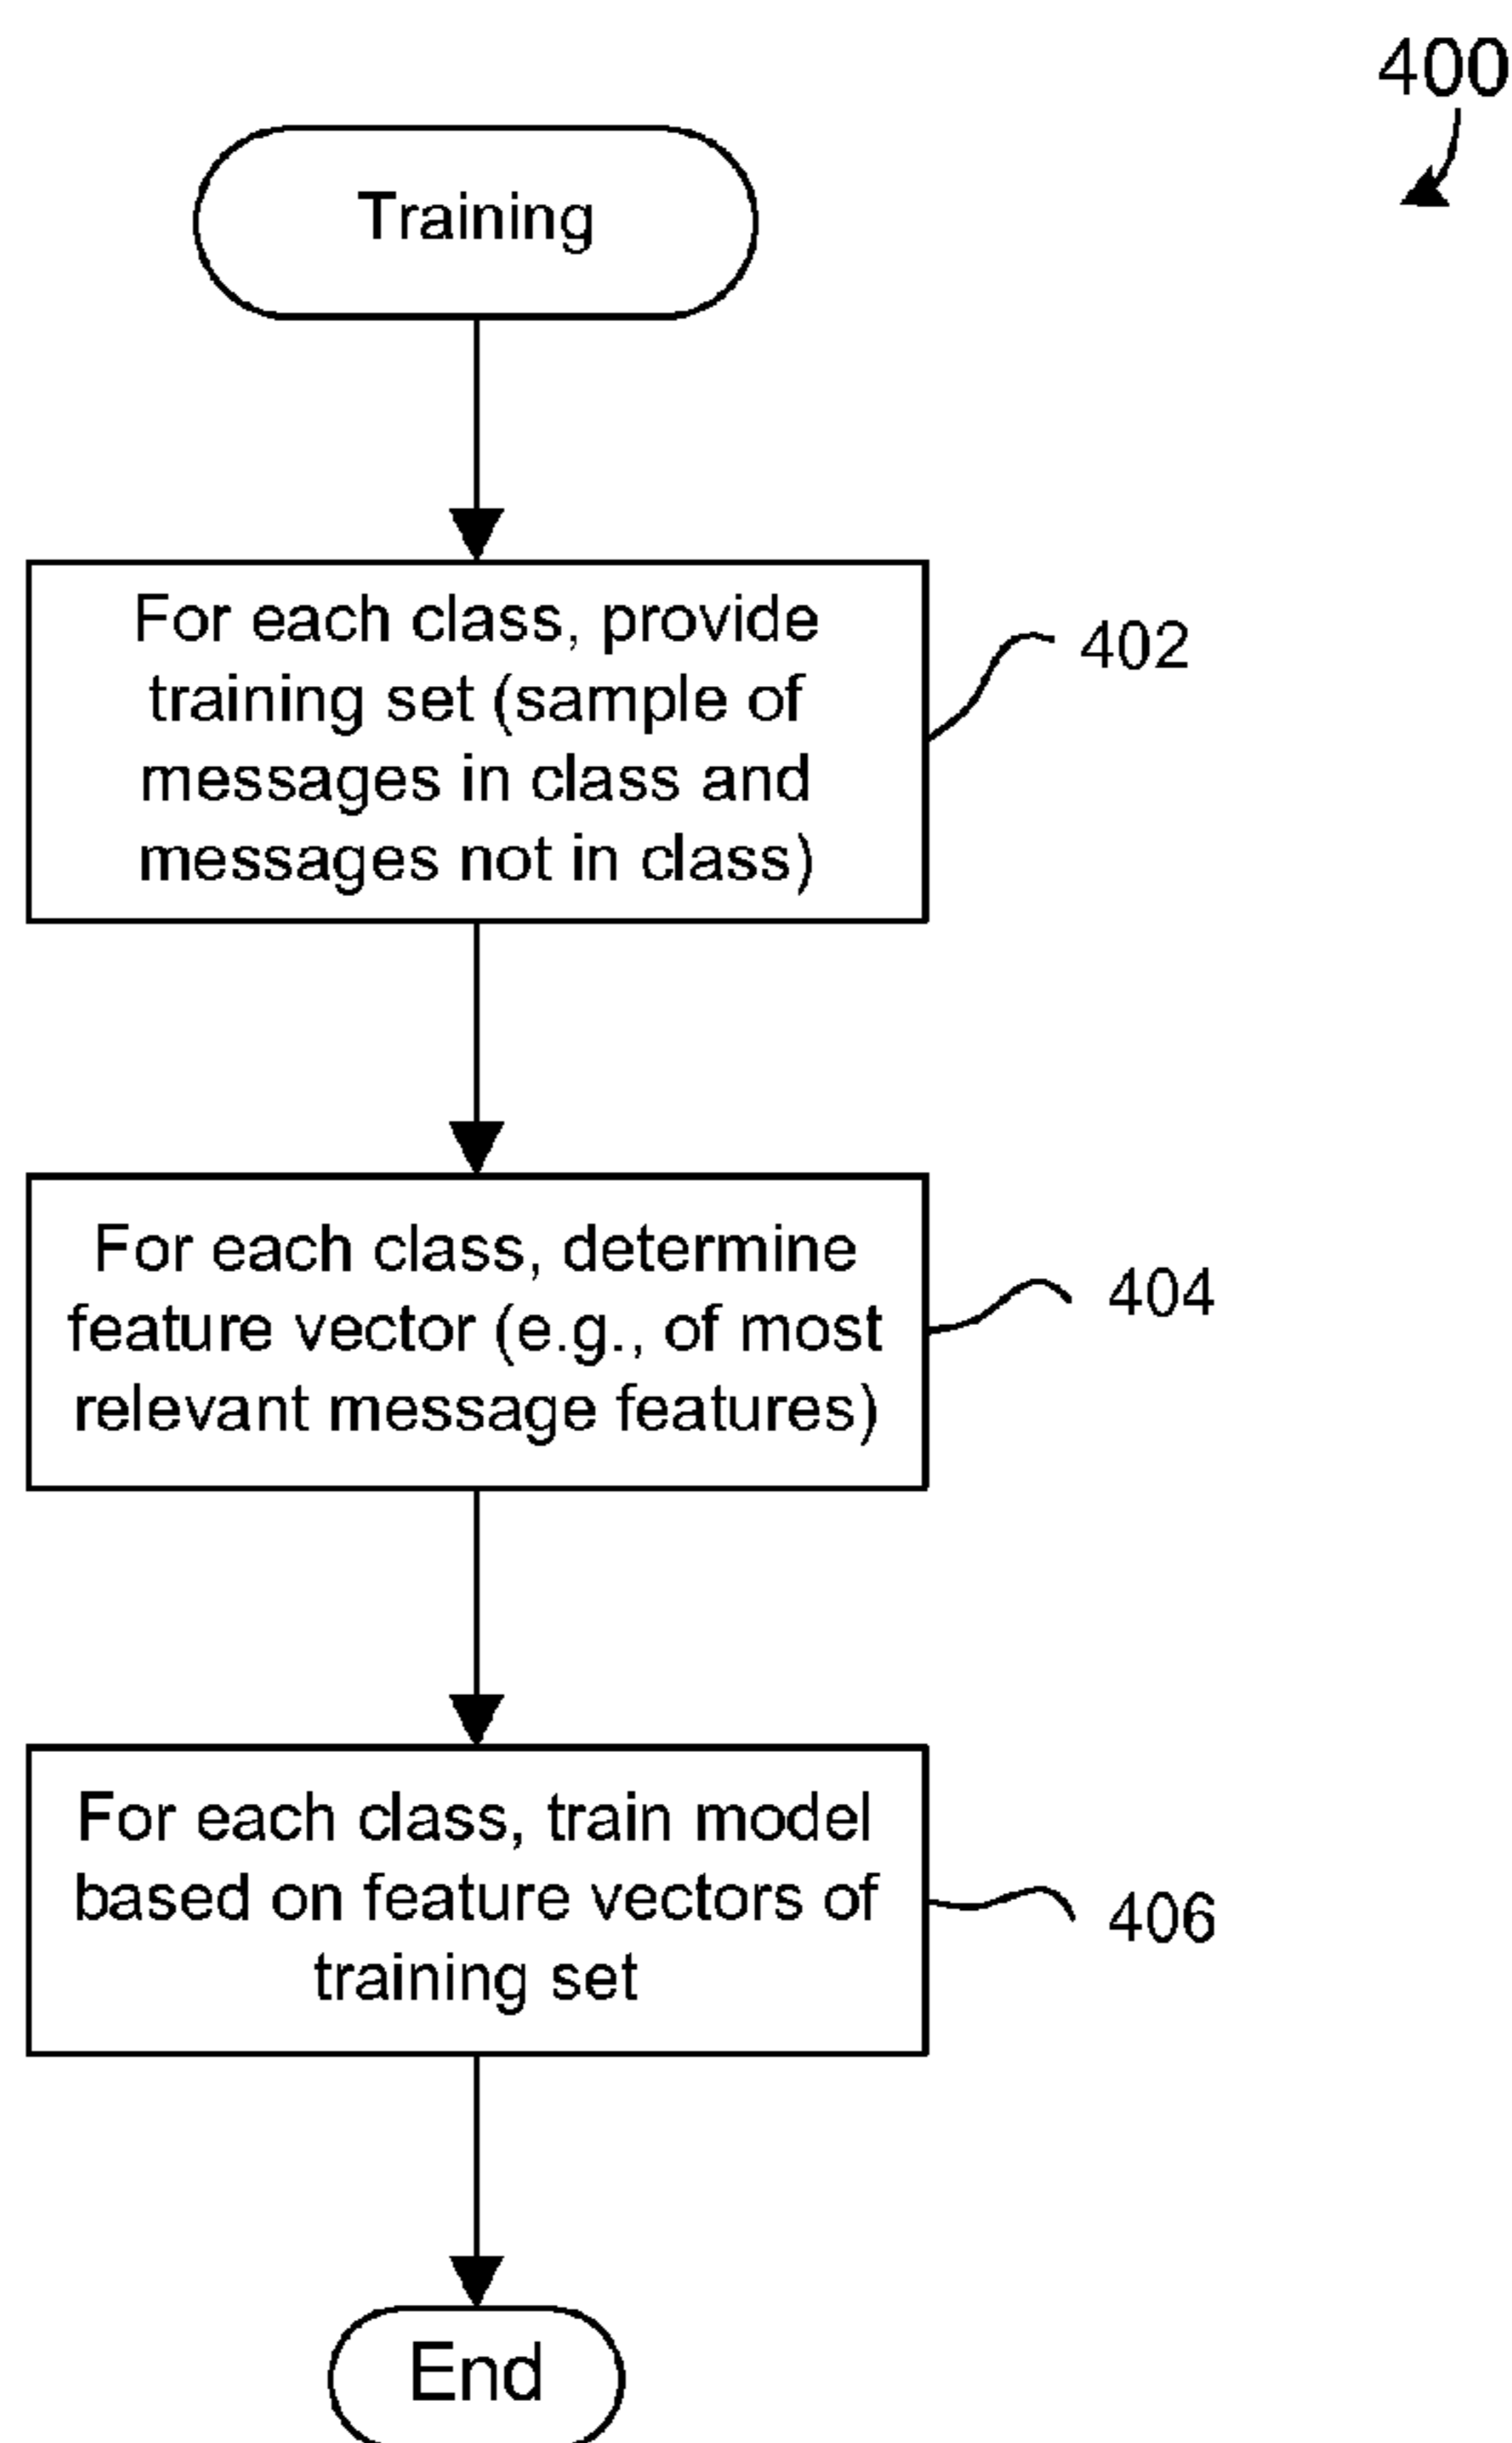 400
Training
For each class, provide
training set (sample of
messages in class and
messages not in class)
402
For each class, determine
feature vector (e.g., of most
relevant message features)
404
For each class, train model
based on feature vectors of
training set
406
End